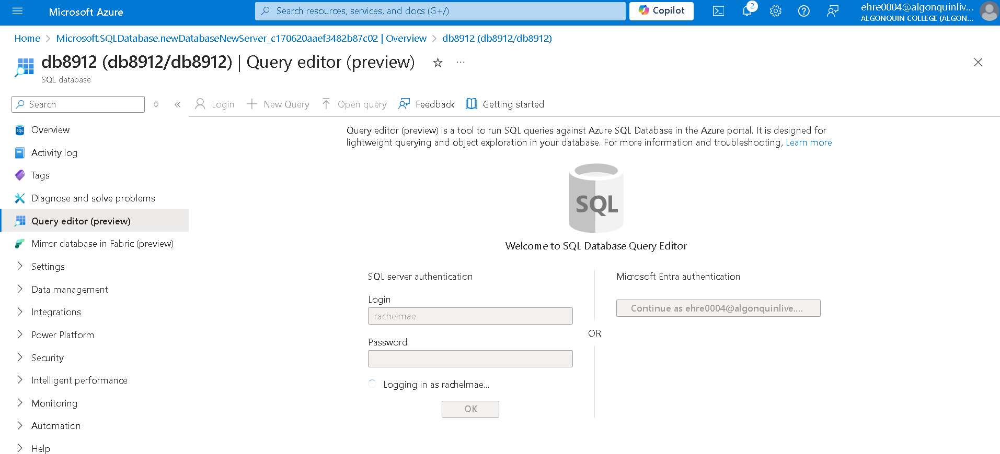 Microsoft Azure
Search resources, services, and docs (G+/)
Copilot
2
ehre0004@algonquinliv...
ALGONQUIN COLLEGE (ALGON...
Home > Microsoft.SQLDatabase.newDatabaseNewServer_c170620aaef3482b87c02 | Overview > db8912 (db8912/db8912)
db8912 (db8912/db8912) | Query editor (preview)
SQL database
Search
Login
New Query
Open query
Feedback
Getting started
Overview
Activity log
Tags
Diagnose and solve problems
Query editor (preview)
Mirror database in Fabric (preview)
Settings
Data management
Integrations
Power Platform
Security
Intelligent performance
Monitoring
Automation
Help
Query editor (preview) is a tool to run SQL queries against Azure SQL Database in the Azure portal. It is designed for
lightweight querying and object exploration in your database. For more information and troubleshooting, Learn more
SQL
Welcome to SQL Database Query Editor
SQL server authentication
Login
rachelmae
Password
Logging in as rachelmae...
OK
OR
Microsoft Entra authentication
Continue as ehre0004@algonquinlive....